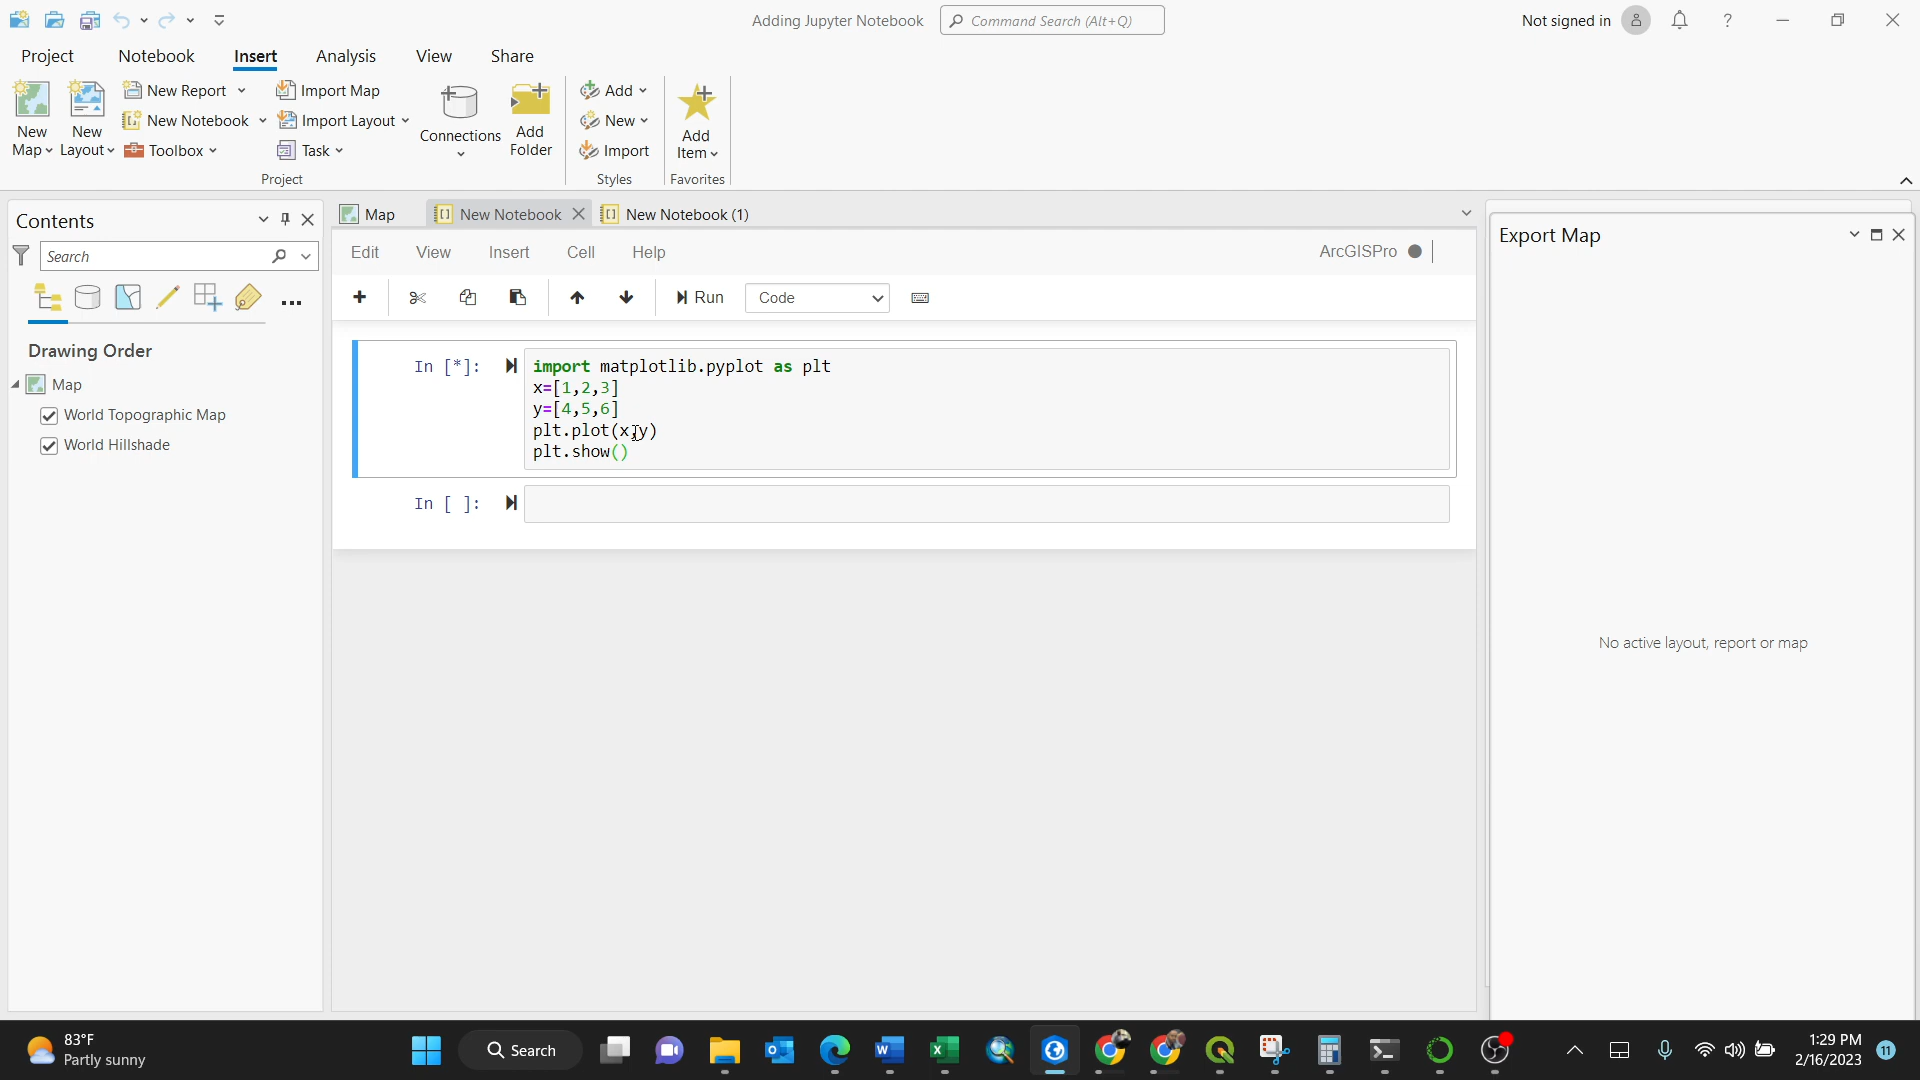 Adding Jupyter Notebook
Command Search (Alt+Q)
Not signed in
?
Project Notebook Insert Analysis View Share
New Map
New Layout
New Report
New Notebook
Toolbox
Import Map
Import Layout
Task
Connections
Add Folder
Project
Add
New
Import
Styles
Add Item
Favorites
Contents
Search
Drawing Order
Map
World Topographic Map
World Hillshade
Map
New Notebook
New Notebook (1)
Edit View Insert Cell Help
ArcGISPro
Run
Code
In [*]:
import matplotlib.pyplot as plt
x=[1,2,3]
y=[4,5,6]
plt.plot(x,y)
plt.show()
In [ ]:
Export Map
No active layout, report or map
83°F
Partly sunny
Search
1:29 PM
2/16/2023
11